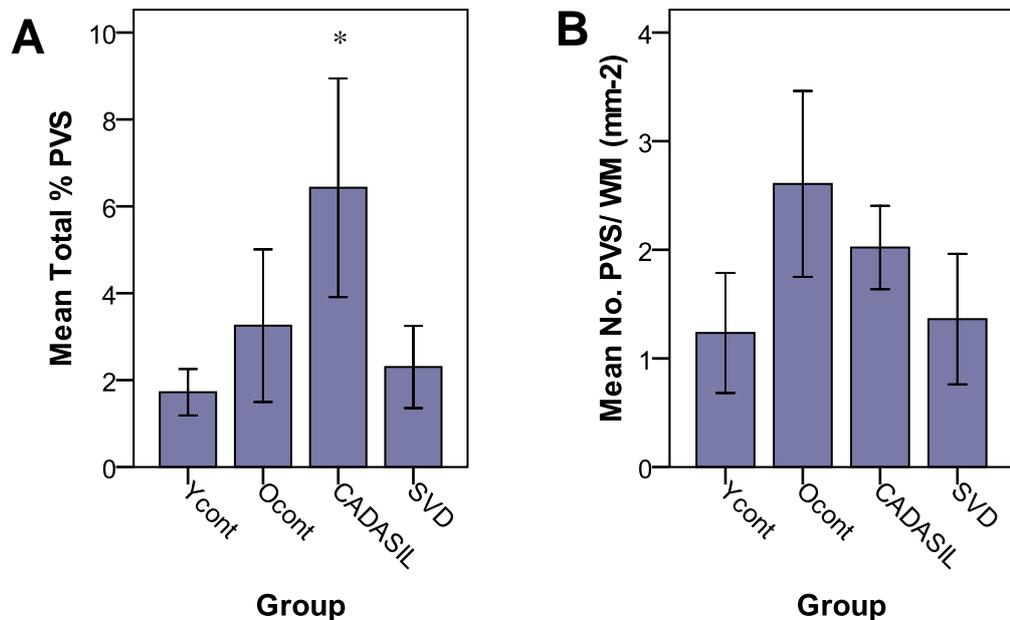 A
Mean Total % PVS
10
8
6
4
2
0
*
Ycont
Ocont
CADASIL
SVD
Group
B
Mean No. PVS/ WM (mm-2)
4
3
2
1
0
Ycont
Ocont
CADASIL
SVD
Group